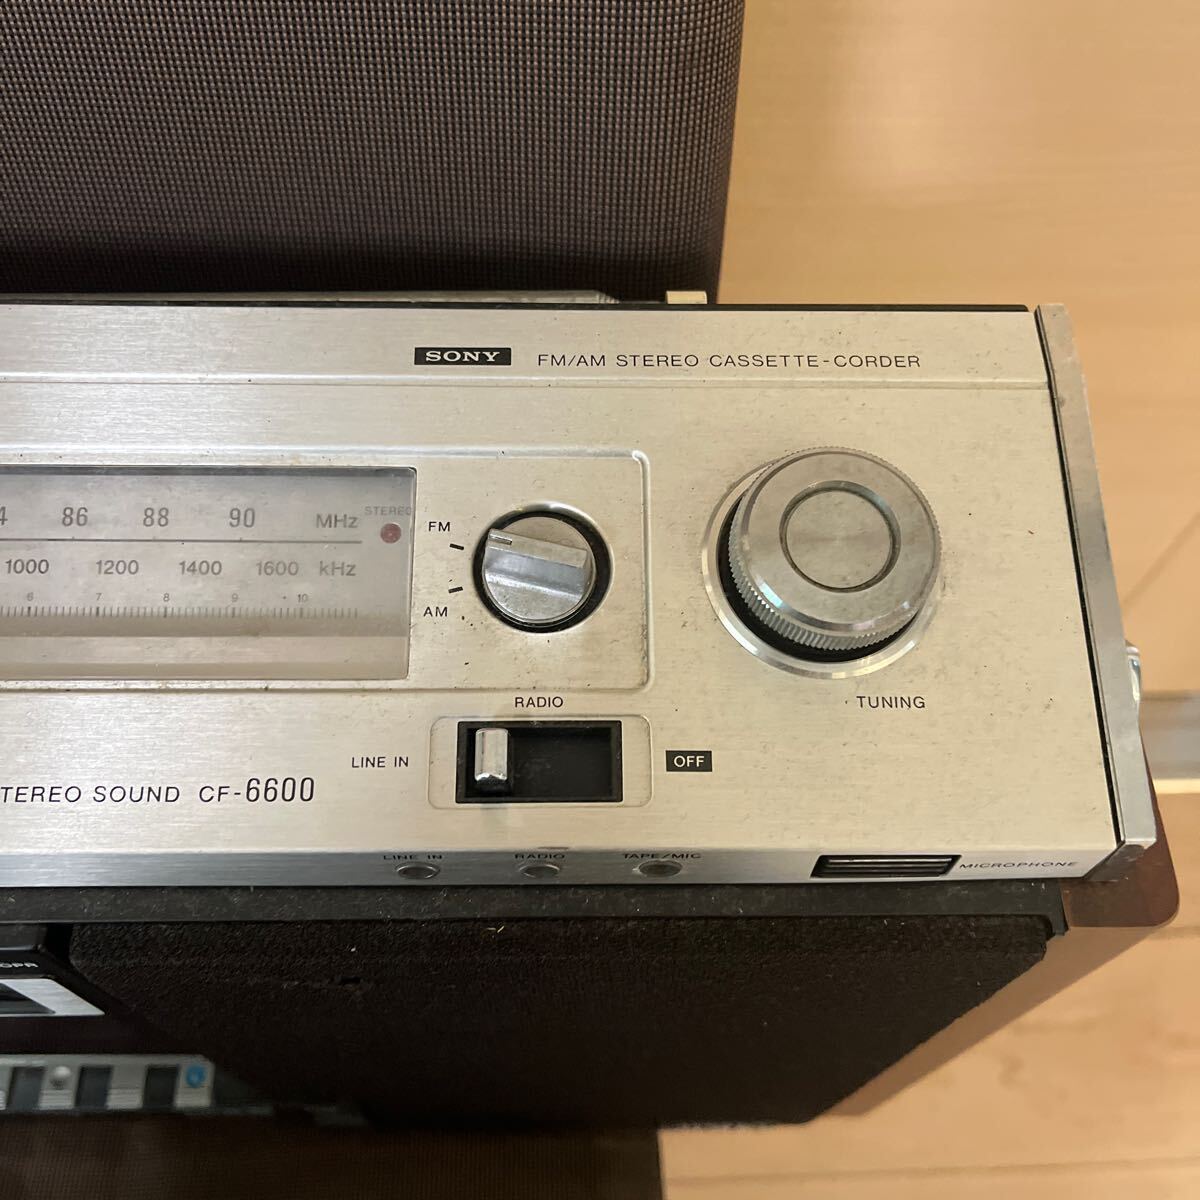 SONY FM/AM STEREO CASSETTE-CORDER
4 86 88 90 MHz STEREO
1000 1200 1400 1600 kHz
6 7 8 9 10
FM
AM
TUNING
RADIO
LINE IN OFF
STEREO SOUND CF-6600
LINE IN RADIO TAPE/MIC MICROPHONE